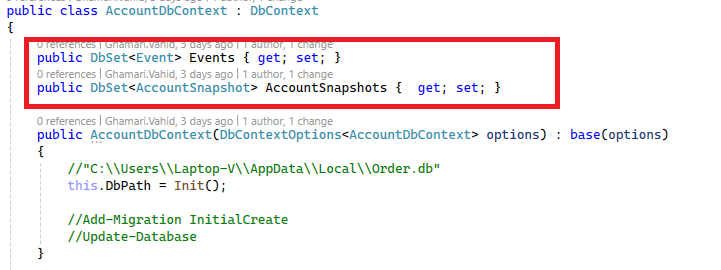 public class AccountDbContext : DbContext
{
0 references | Ghamari.Vahid, 3 days ago | 1 author, 1 change
public DbSet<Event> Events { get; set; }
0 references | Ghamari.Vahid, 3 days ago | 1 author, 1 change
public DbSet<AccountSnapshot> AccountSnapshots {  get; set; }
0 references | Ghamari.Vahid, 3 days ago | 1 author, 1 change
public AccountDbContext(DbContextOptions<AccountDbContext> options) : base(options)
{
//"C:\\Users\\Laptop-V\\AppData\\Local\\Order.db"
this.DbPath = Init();
//Add-Migration InitialCreate
//Update-Database
}